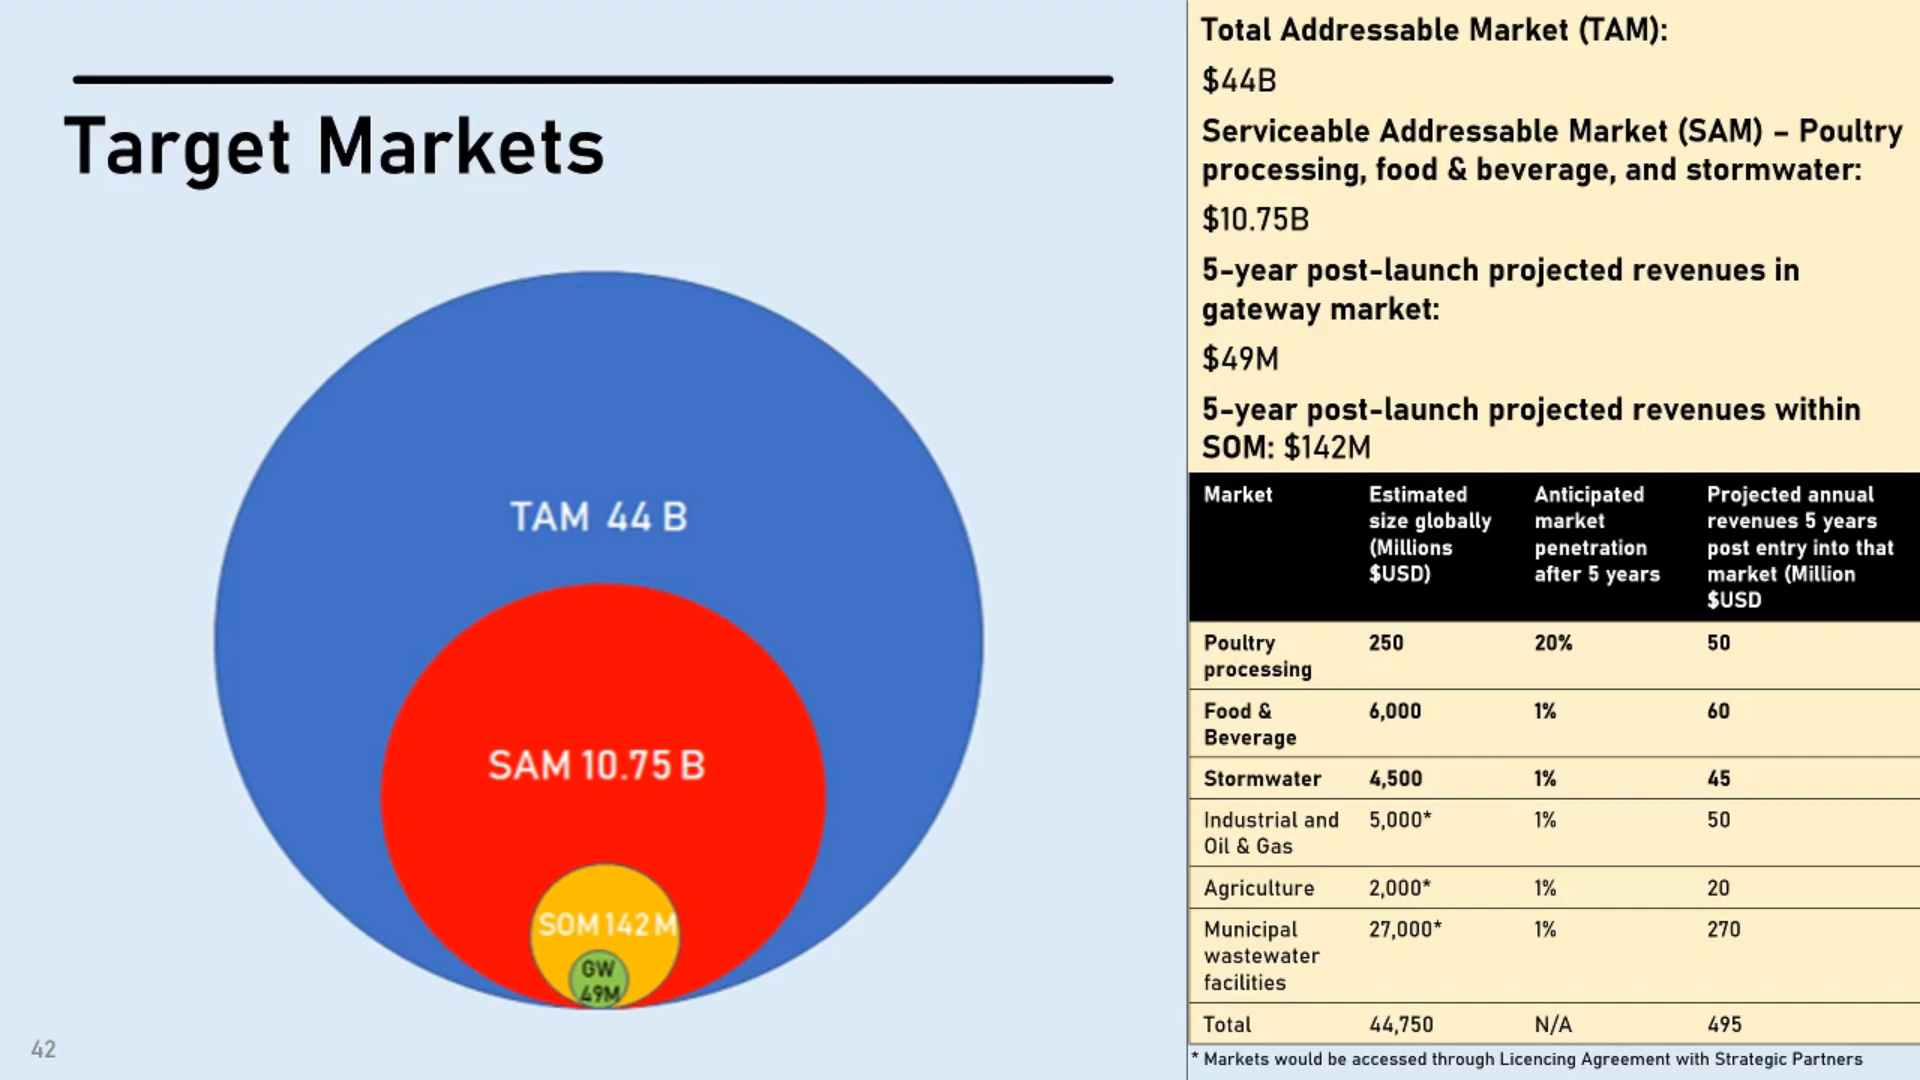 Target Markets
TAM 44 B
SAM 10.75 B
SOM 142 M
GW
49M
42
Total Addressable Market (TAM):
$44B
Serviceable Addressable Market (SAM) – Poultry
processing, food & beverage, and stormwater:
$10.75B
5-year post-launch projected revenues in
gateway market:
$49M
5-year post-launch projected revenues within
SOM: $142M
Market
Estimated
size globally
(Millions
$USD)
Anticipated
market
penetration
after 5 years
Projected annual
revenues 5 years
post entry into that
market (Million
$USD
Poultry
processing
250
20%
50
Food &
Beverage
6,000
1%
60
Stormwater
4,500
1%
45
Industrial and
Oil & Gas
5,000*
1%
50
Agriculture
2,000*
1%
20
Municipal
wastewater
facilities
27,000*
1%
270
Total
44,750
N/A
495
* Markets would be accessed through Licencing Agreement with Strategic Partners